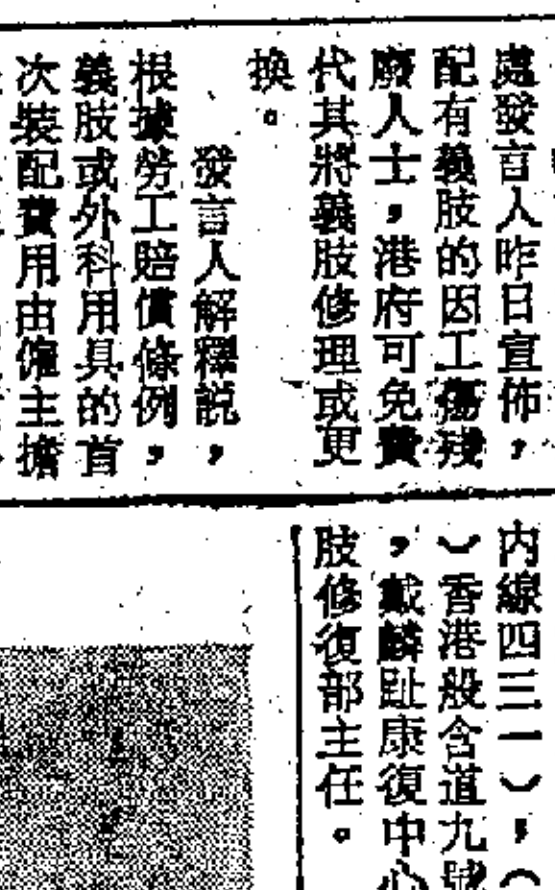 處發言人昨日宣佈，
配有義肢的因工傷殘
廢人士，港府可免費
代其將義肢修理或更
換。
發言人解釋説，
根據勞工賠償條例，
義肢或外科用具的首
次裝配費用由僱主擔
内線四三一），（
）香港般含道九號
，戴麟趾康復中心
肢修復部主任。